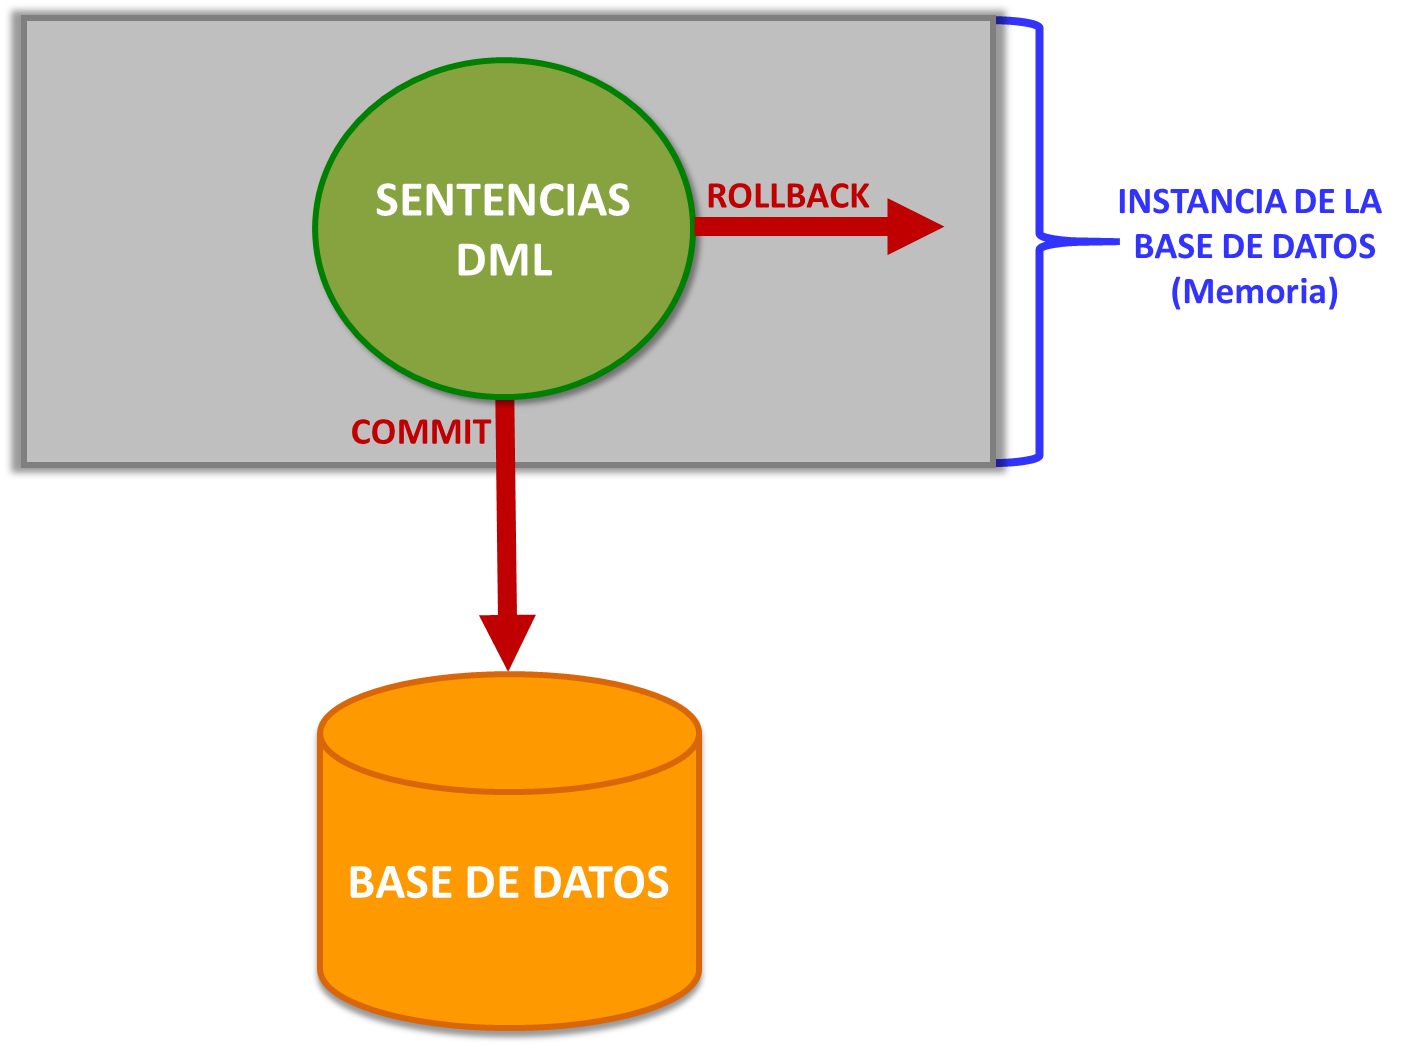 SENTENCIAS
DML
ROLLBACK
COMMIT
INSTANCIA DE LA
BASE DE DATOS
(Memoria)
BASE DE DATOS